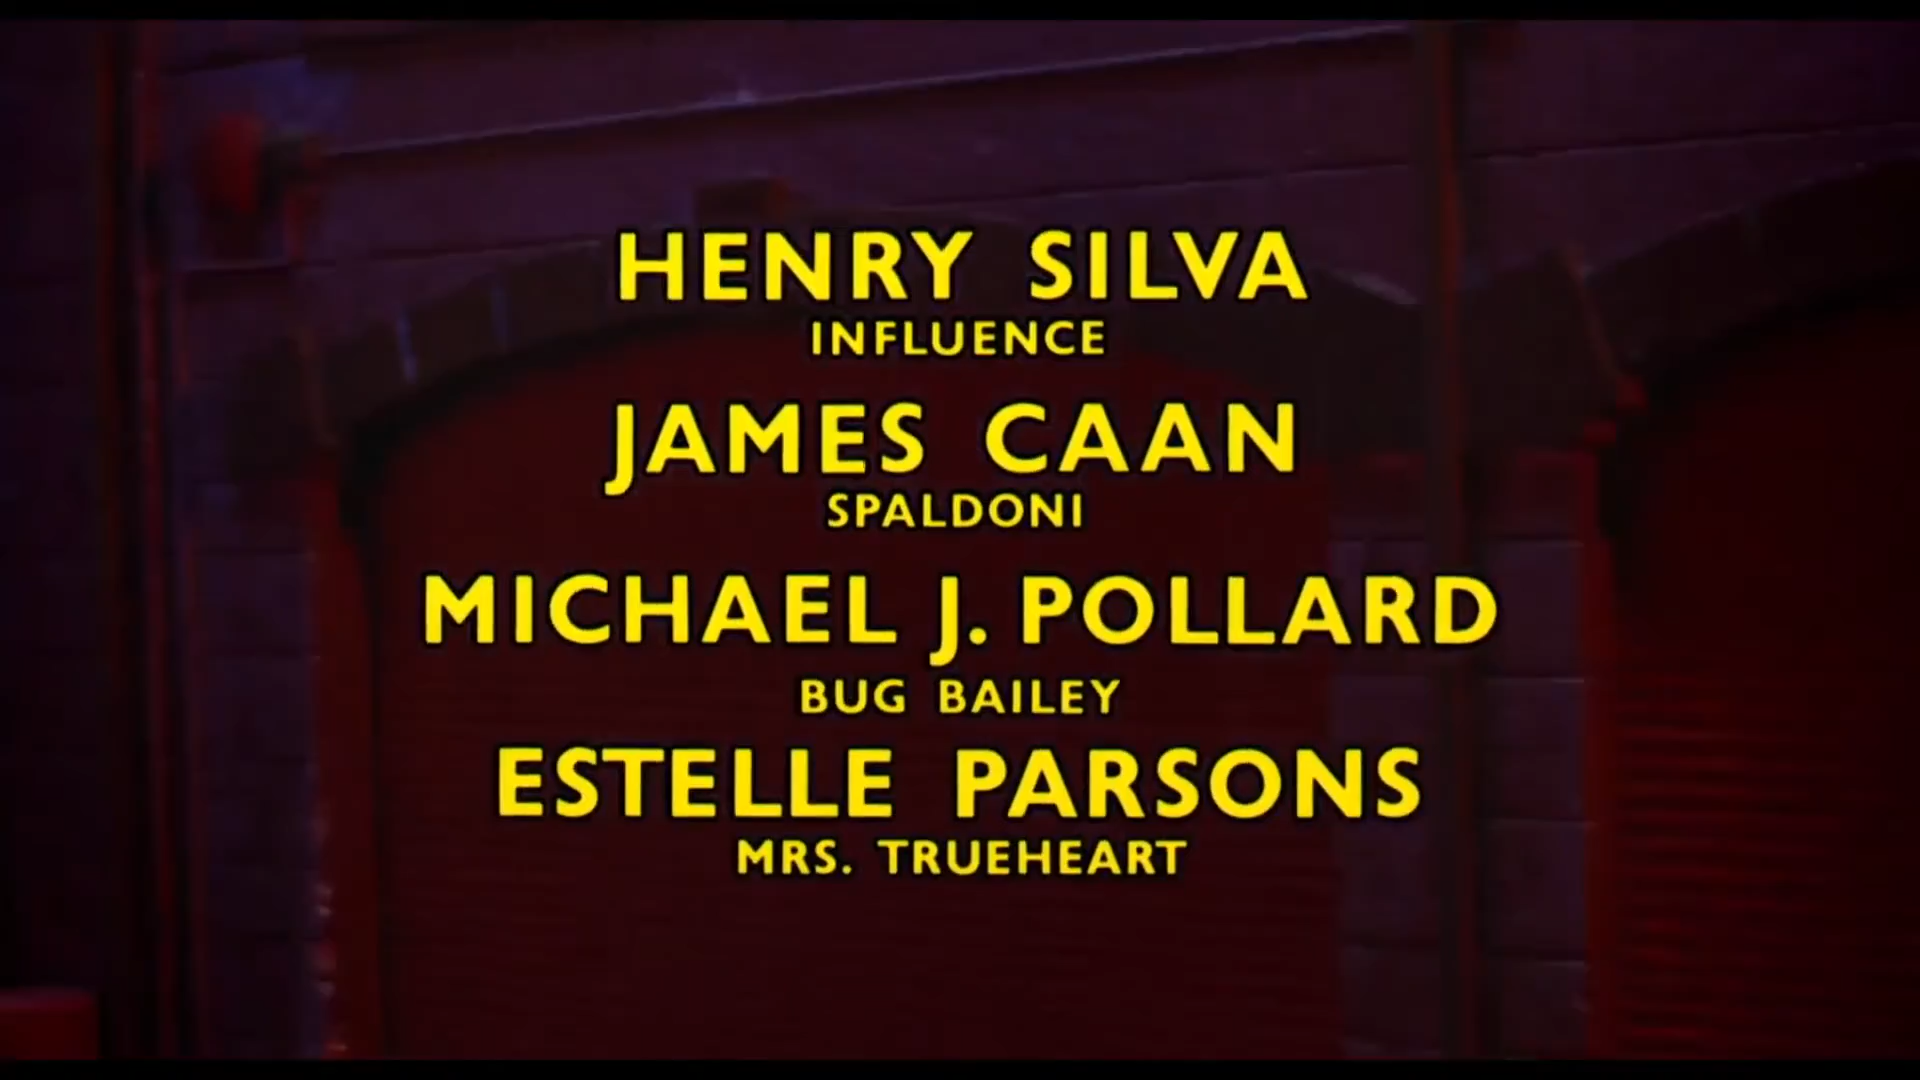 HENRY SILVA
INFLUENCE
JAMES CAAN
SPALDONI
MICHAEL J. POLLARD
BUG BAILEY
ESTELLE PARSONS
MRS. TRUEHEART